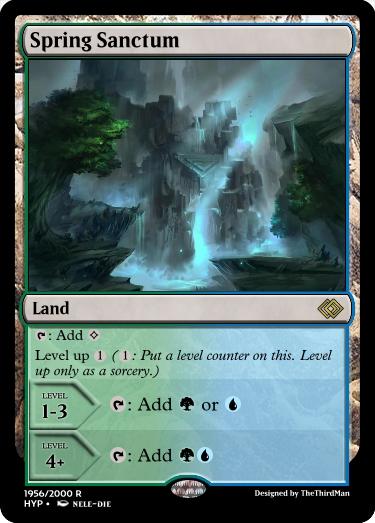 Spring Sanctum
Land
: Add
Level up 1 ( 1: Put a level counter on this. Level
up only as a sorcery.)
LEVEL
1-3
: Add or
LEVEL
4+
: Add
1956/2000 R
HYP • NELE-DIE
Designed by TheThirdMan